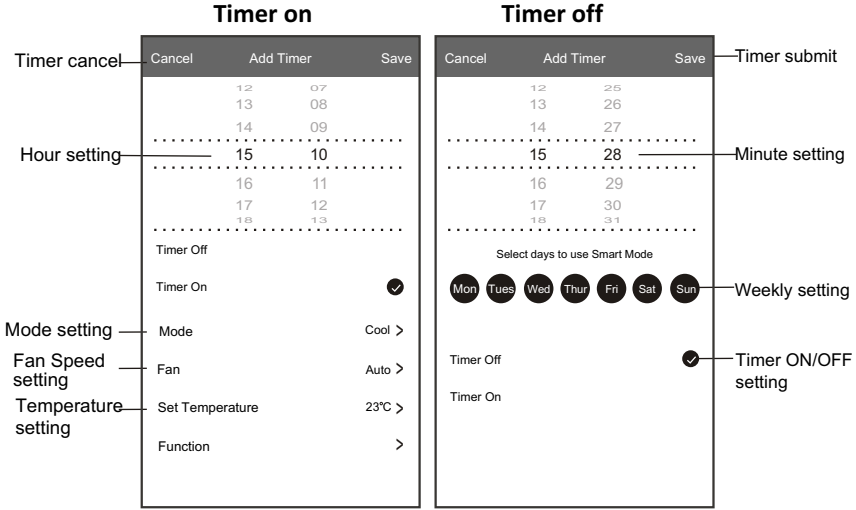 Timer on
Timer off
Timer cancel
Cancel Add Timer Save
12 07
13 08
14 09
Hour setting
15 10
16 11
17 12
18 13
Timer Off
Timer On
Mode setting
Mode Cool >
Fan Speed
setting
Fan Auto >
Temperature
setting
Set Temperature 23℃ >
Function >
Cancel Add Timer Save
Timer submit
12 25
13 26
14 27
15 28
Minute setting
16 29
17 30
18 31
Select days to use Smart Mode
Mon Tues Wed Thur Fri Sat Sun
Weekly setting
Timer Off
Timer ON/OFF
setting
Timer On